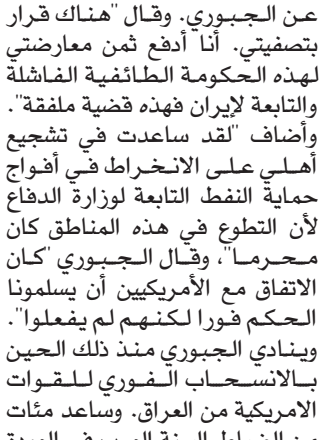 عن الجبوري. وقال "هناك قرار
بتصفيتي. أنا أدفع ثمن معارضتي
لهذه الحكومة الطائفية الفاشلة
والتابعة لإيران فهذه قضية ملفقة".
وأضاف "لقد ساعدت في تشجيع
أهلي على الانخراط في أفواج
حماية النفط التابعة لوزارة الدفاع
لأن التطوع في هذه المناطق كان
محرما"، وقال الجبوري "كان
الاتفاق مع الأمريكيين أن يسلمونا
الحكم فورا لكنهم لم يفعلوا".
وينادي الجبوري منذ ذلك الحين
بالانسحاب الفوري للقوات
الامريكية من العراق. وساعد مئات